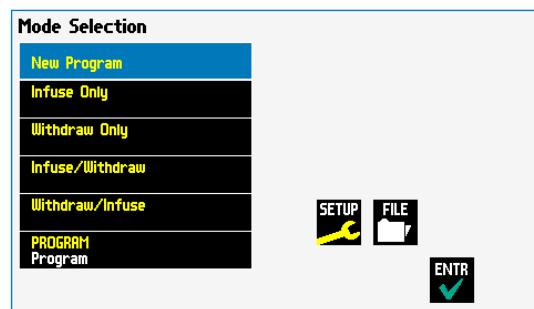 Mode Selection
New Program
Infuse Only
Withdraw Only
Infuse/Withdraw
Withdraw/Infuse
PROGRAM
Program
SETUP
FILE
ENTR